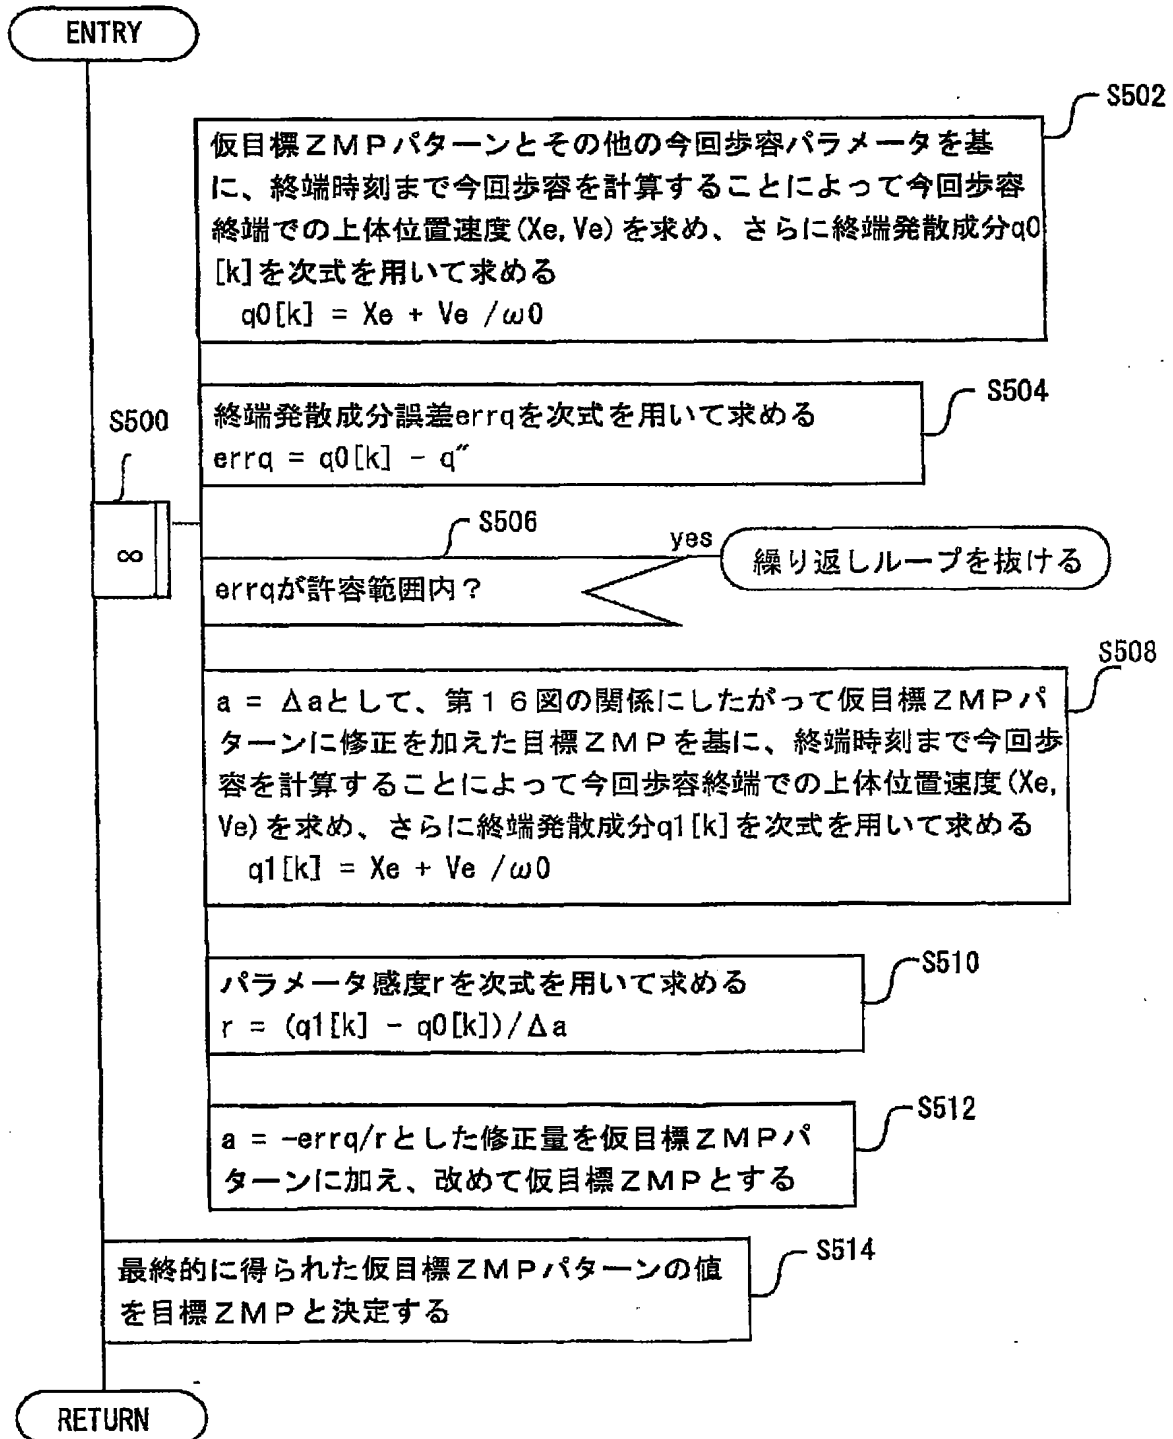 ENTRY
S502
仮目標ZMPパターンとその他の今回歩容パラメータを基
に、終端時刻まで今回歩容を計算することによって今回歩容
終端での上体位置速度(Xe, Ve)を求め、さらに終端発散成分q0
[k]を次式を用いて求める
q0[k] = Xe + Ve /ω0
S504
終端発散成分誤差errqを次式を用いて求める
errq = q0[k] - q″
S500
∞
S506
errqが許容範囲内?
yes
繰り返しループを抜ける
S508
a = Δaとして、第16図の関係にしたがって仮目標ZMPパ
ターンに修正を加えた目標ZMPを基に、終端時刻まで今回歩
容を計算することによって今回歩容終端での上体位置速度(Xe,
Ve)を求め、さらに終端発散成分q1[k]を次式を用いて求める
q1[k] = Xe + Ve /ω0
S510
パラメータ感度rを次式を用いて求める
r = (q1[k] - q0[k])/Δa
S512
a = -errq/rとした修正量を仮目標ZMPパ
ターンに加え、改めて仮目標ZMPとする
S514
最終的に得られた仮目標ZMPパターンの値
を目標ZMPと決定する
RETURN